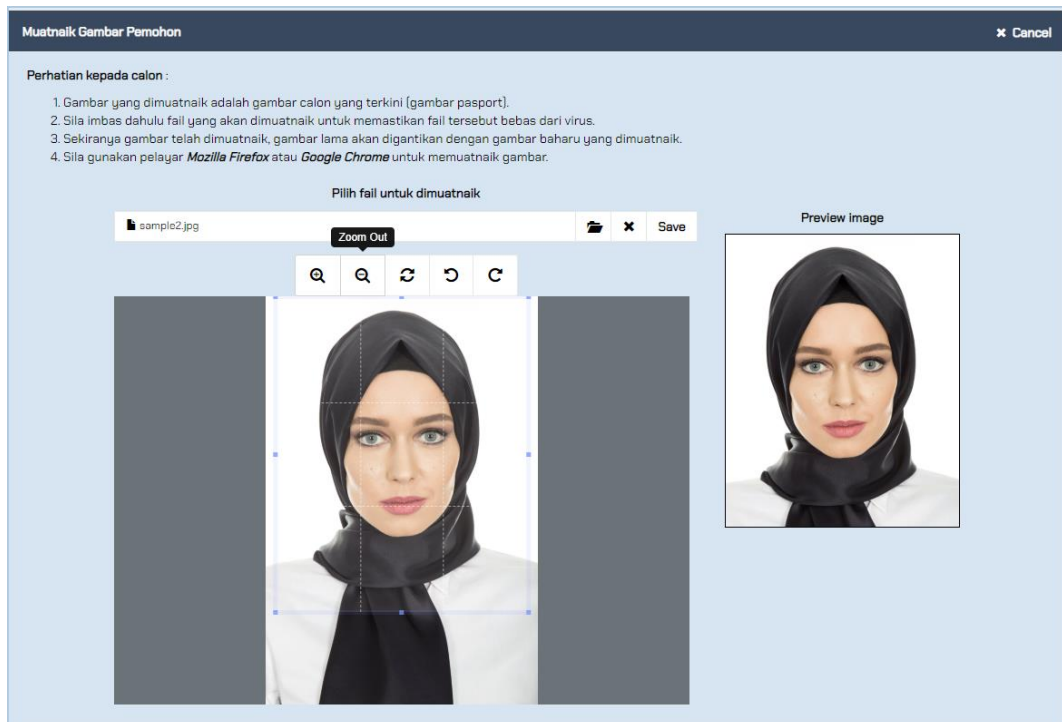 Muatnaik Gambar Pemohon
✖ Cancel
Perhatian kepada calon :
1. Gambar yang dimuatnaik adalah gambar calon yang terkini (gambar pasport).
2. Sila imbas dahulu fail yang akan dimuatnaik untuk memastikan fail tersebut bebas dari virus.
3. Sekiranya gambar telah dimuatnaik, gambar lama akan digantikan dengan gambar baharu yang dimuatnaik.
4. Sila gunakan pelayar Mozilla Firefox atau Google Chrome untuk memuatnaik gambar.
Pilih fail untuk dimuatnaik
sample2.jpg
Save
Zoom Out
Preview image